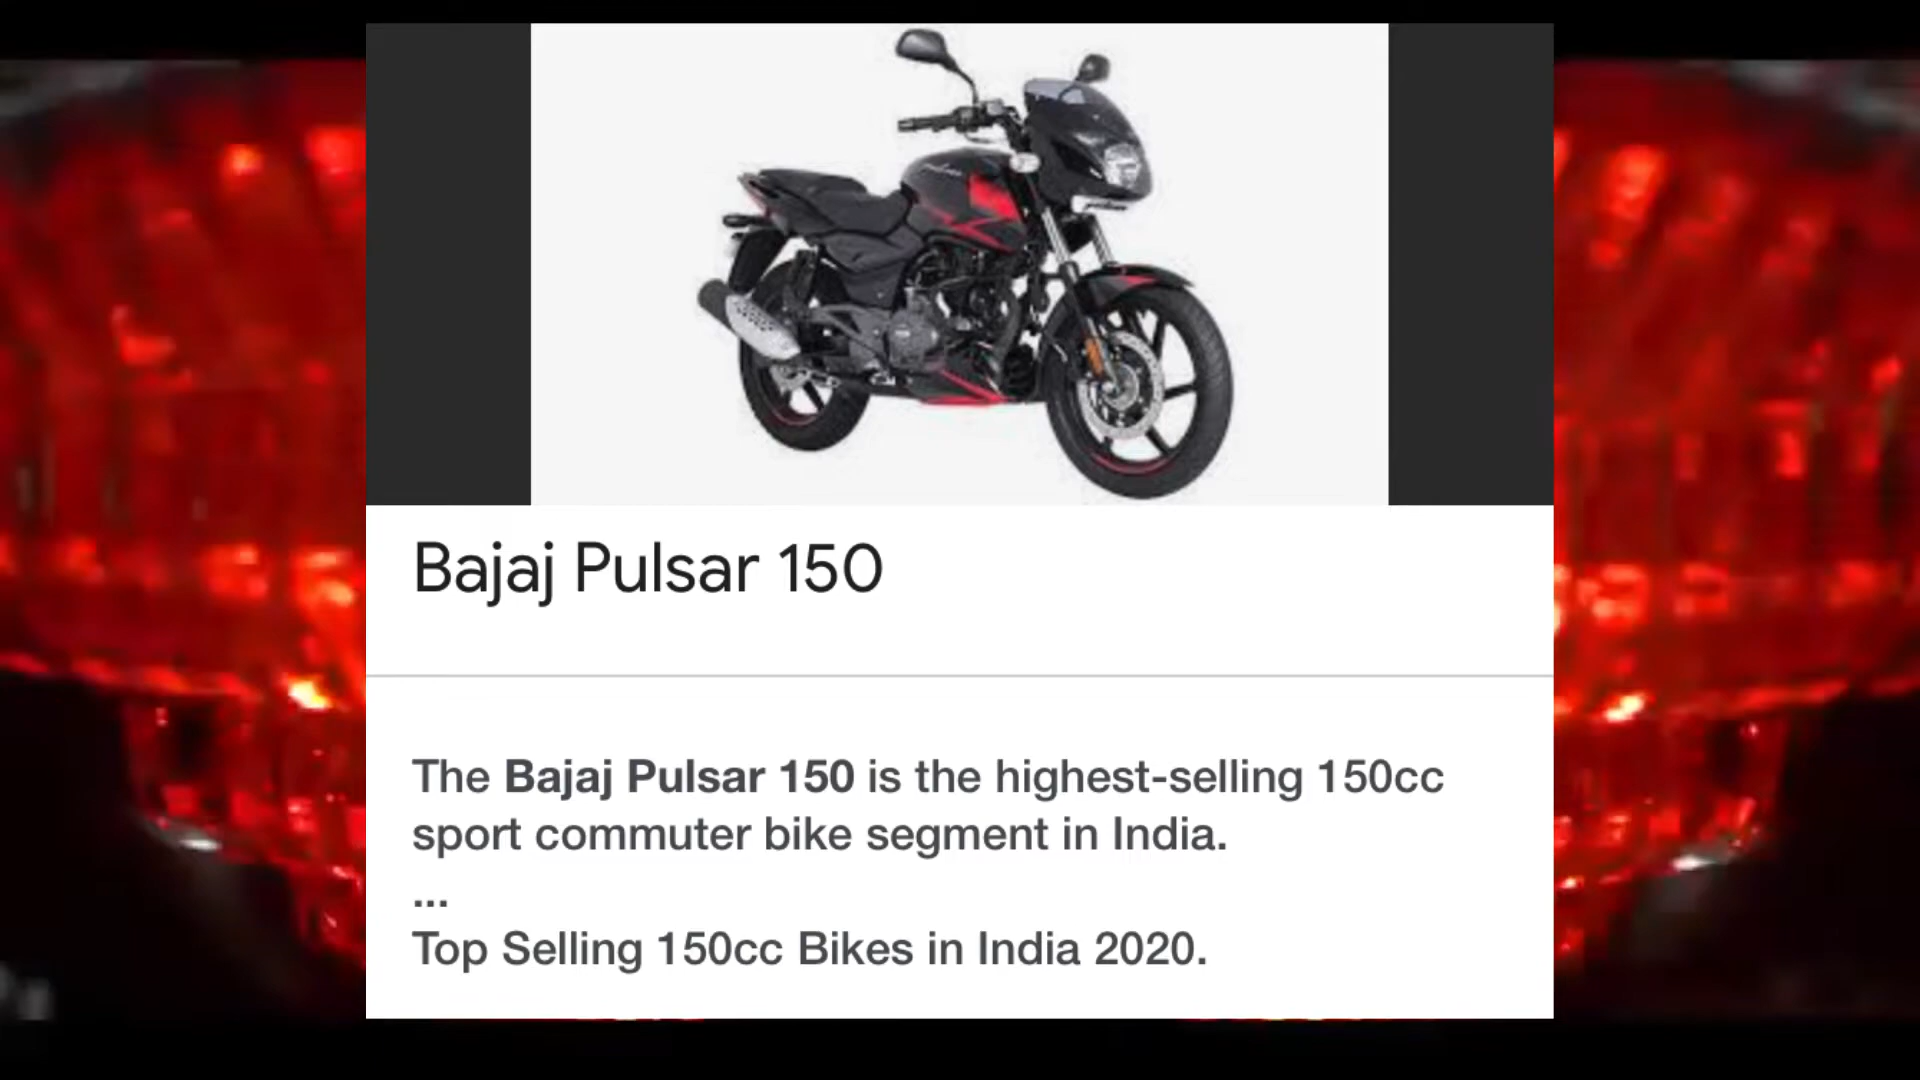 Bajaj Pulsar 150
The Bajaj Pulsar 150 is the highest-selling 150cc
sport commuter bike segment in India.
...
Top Selling 150cc Bikes in India 2020.